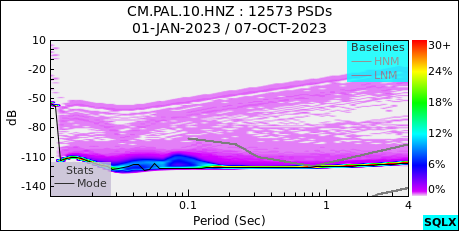 CM.PAL.10.HNZ : 12573 PSDs
01-JAN-2023 / 07-OCT-2023
10
-20
-50
-80
-110
-140
dB
Baselines
HNM
LNM
Stats
Mode
0.1
1
4
Period (Sec)
30+
24%
18%
12%
6%
0%
SQLX